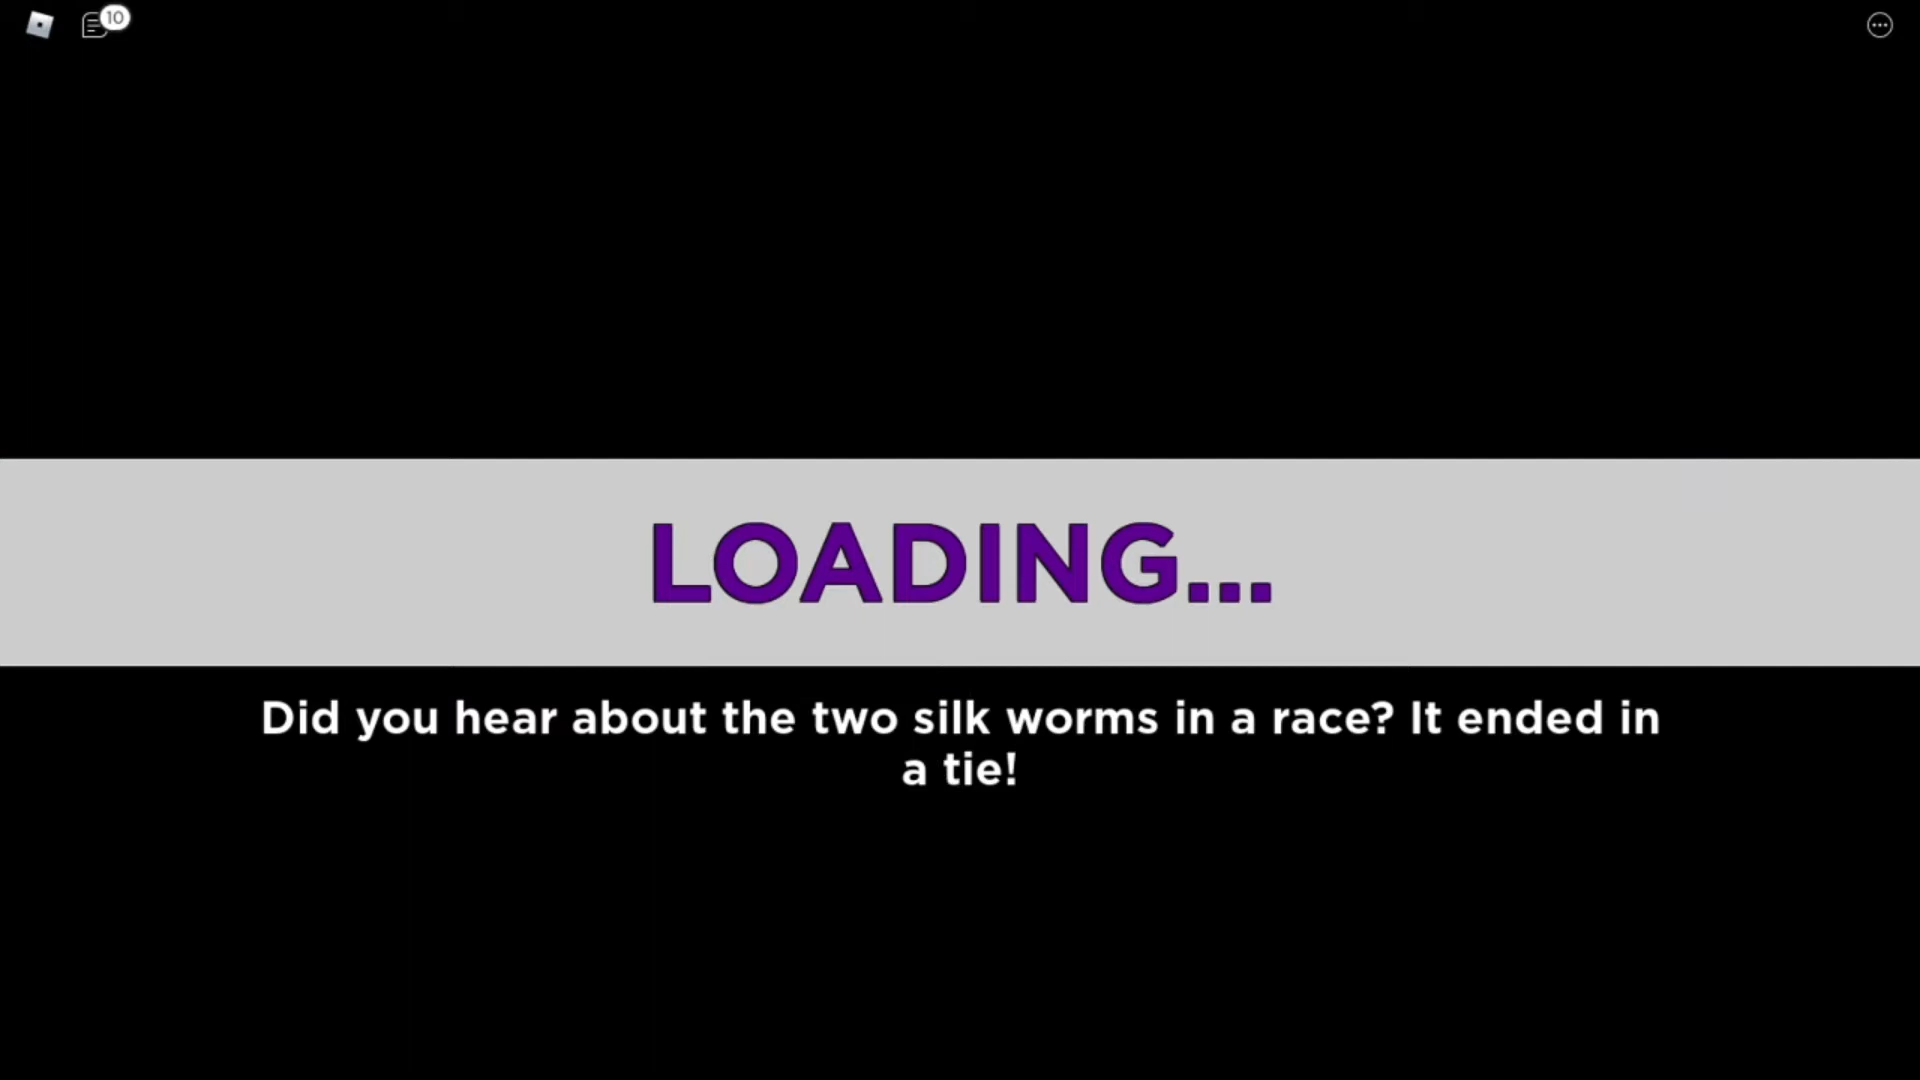 10
LOADING...
Did you hear about the two silk worms in a race? It ended in
a tie!